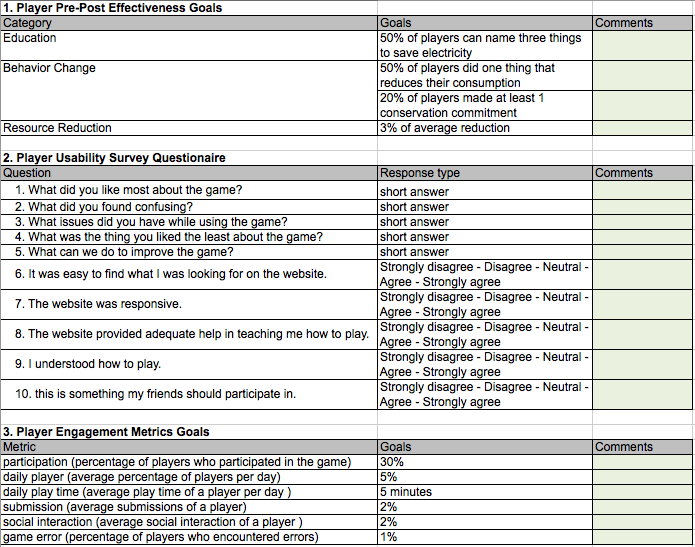 1. Player Pre-Post Effectiveness Goals
Category Goals Comments
Education 50% of players can name three things
to save electricity
Behavior Change 50% of players did one thing that
reduces their consumption
20% of players made at least 1
conservation commitment
Resource Reduction 3% of average reduction
2. Player Usability Survey Questionaire
Question Response type Comments
1. What did you like most about the game? short answer
2. What did you found confusing? short answer
3. What issues did you have while using the game? short answer
4. What was the thing you liked the least about the game? short answer
5. What can we do to improve the game? short answer
6. It was easy to find what I was looking for on the website. Strongly disagree - Disagree - Neutral -
Agree - Strongly agree
7. The website was responsive. Strongly disagree - Disagree - Neutral -
Agree - Strongly agree
8. The website provided adequate help in teaching me how to play. Strongly disagree - Disagree - Neutral -
Agree - Strongly agree
9. I understood how to play. Strongly disagree - Disagree - Neutral -
Agree - Strongly agree
10. this is something my friends should participate in. Strongly disagree - Disagree - Neutral -
Agree - Strongly agree
3. Player Engagement Metrics Goals
Metric Goals Comments
participation (percentage of players who participated in the game) 30%
daily player (average percentage of players per day) 5%
daily play time (average play time of a player per day ) 5 minutes
submission (average submissions of a player) 2%
social interaction (average social interaction of a player ) 2%
game error (percentage of players who encountered errors) 1%